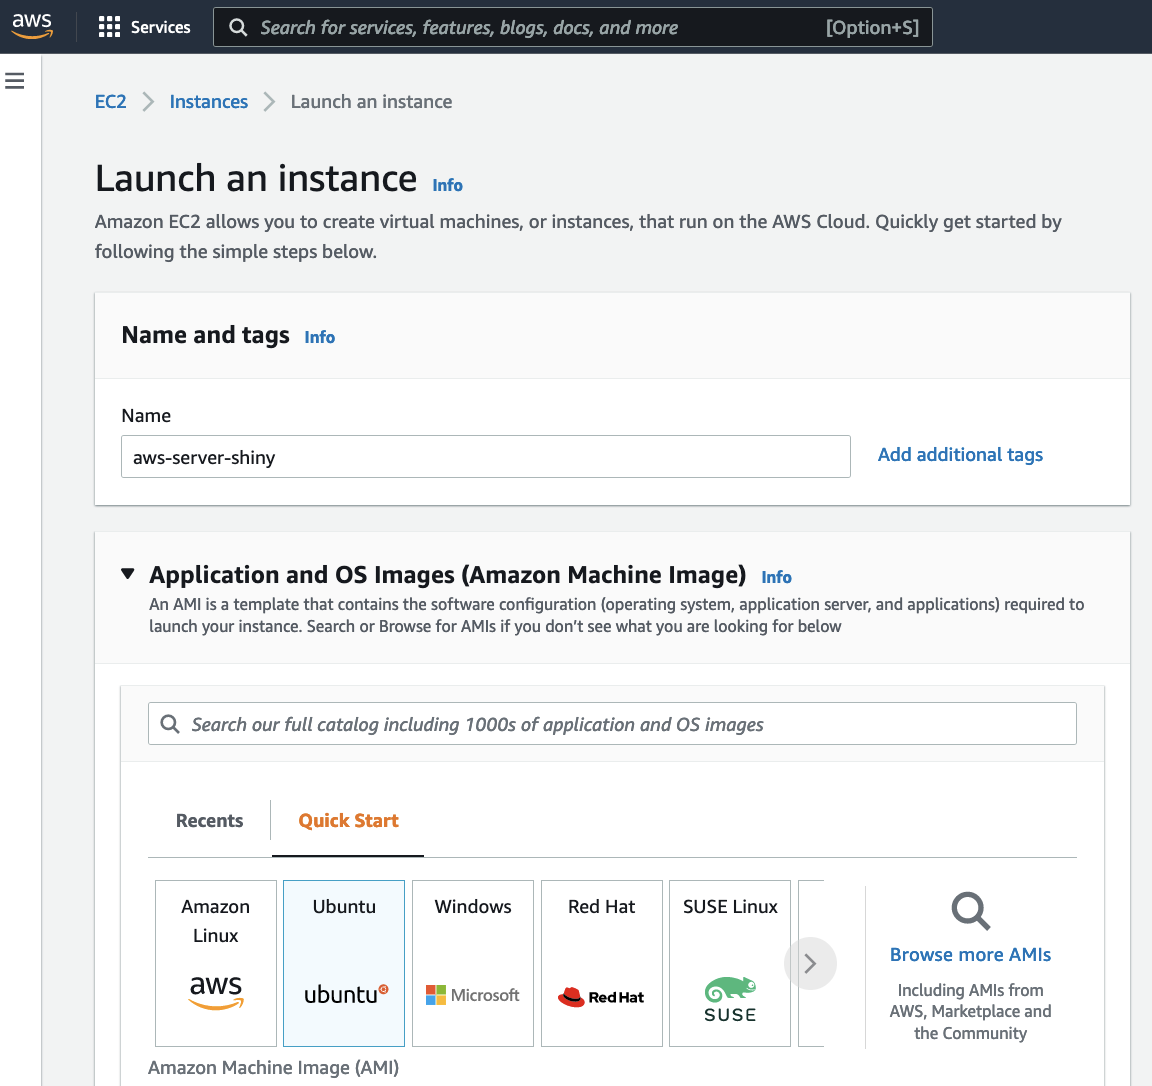 aws
Services
Search for services, features, blogs, docs, and more
[Option+S]
EC2
Instances
Launch an instance
Launch an instance
Info
Amazon EC2 allows you to create virtual machines, or instances, that run on the AWS Cloud. Quickly get started by
following the simple steps below.
Name and tags
Info
Name
aws-server-shiny
Add additional tags
Application and OS Images (Amazon Machine Image)
Info
An AMI is a template that contains the software configuration (operating system, application server, and applications) required to
launch your instance. Search or Browse for AMIs if you don’t see what you are looking for below
Search our full catalog including 1000s of application and OS images
Recents
Quick Start
Amazon
Linux
aws
Ubuntu
ubuntu
Windows
Microsoft
Red Hat
Red Hat
SUSE Linux
SUSE
Browse more AMIs
Including AMIs from
AWS, Marketplace and
the Community
Amazon Machine Image (AMI)